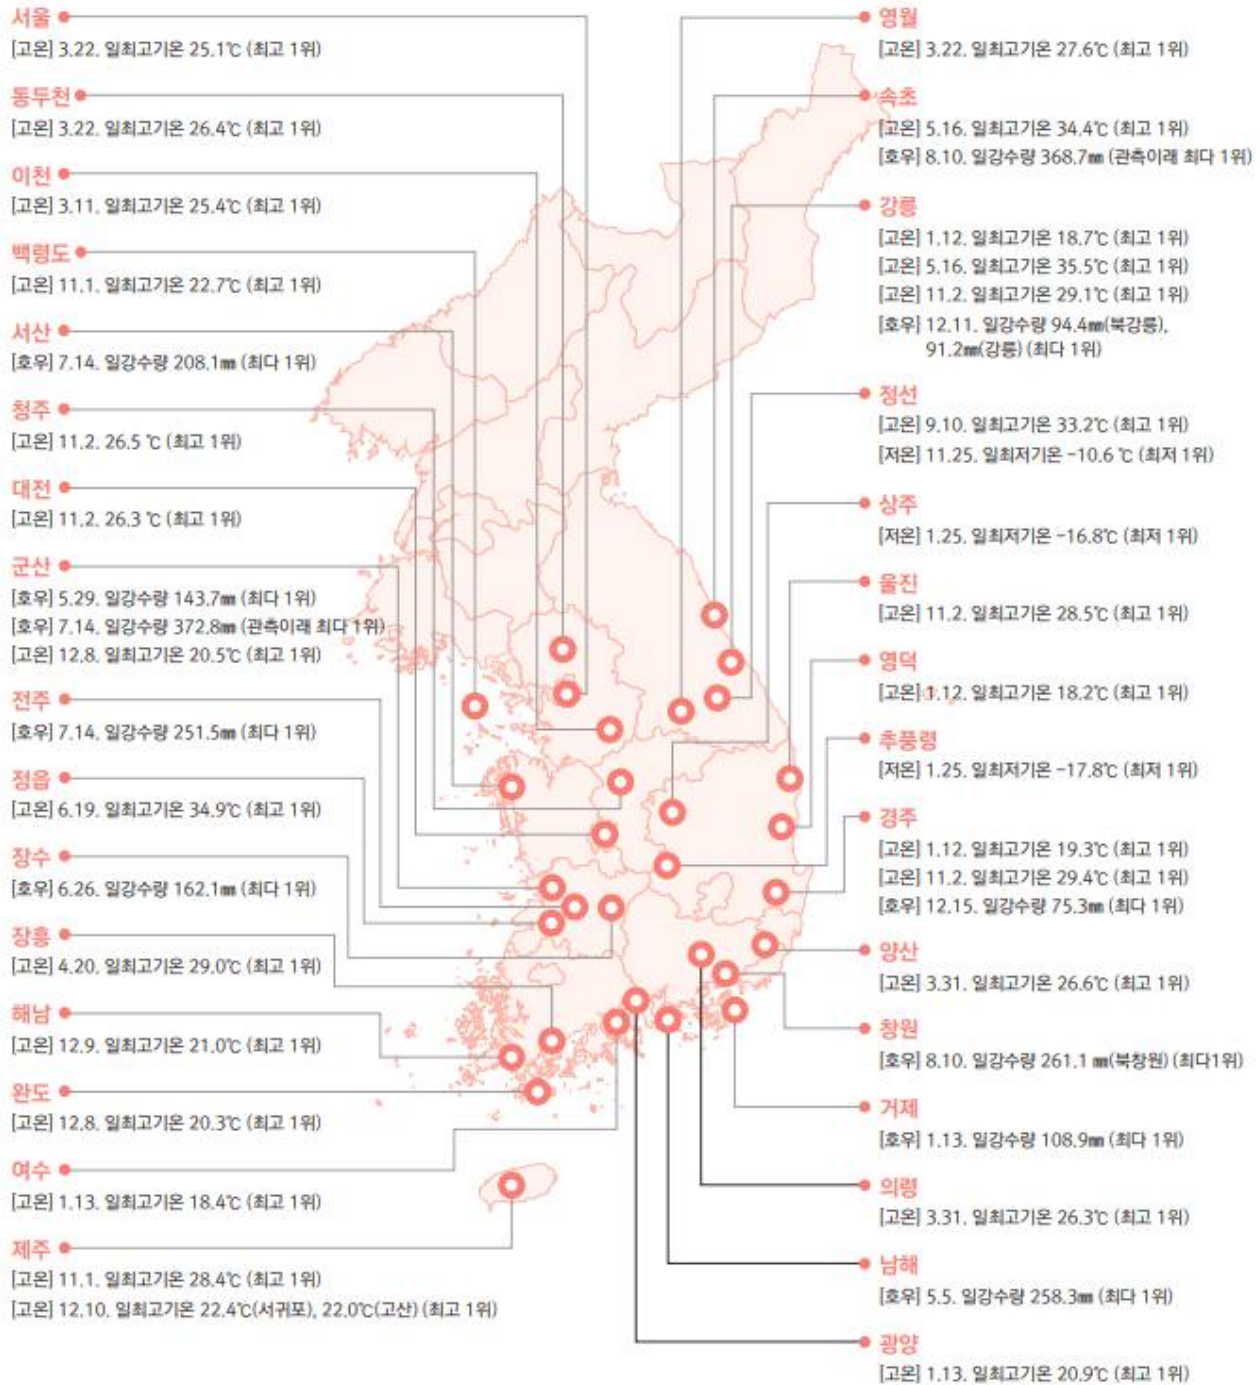 서울
[고온] 3.22. 일최고기온 25.1℃ (최고 1위)
동두천
[고온] 3.22. 일최고기온 26.4℃ (최고 1위)
이천
[고온] 3.11. 일최고기온 25.4℃ (최고 1위)
백령도
[고온] 11.1. 일최고기온 22.7℃ (최고 1위)
서산
[호우] 7.14. 일강수량 208.1㎜ (최다 1위)
청주
[고온] 11.2. 26.5 ℃ (최고 1위)
대전
[고온] 11.2. 26.3 ℃ (최고 1위)
군산
[호우] 5.29. 일강수량 143.7㎜ (최다 1위)
[호우] 7.14. 일강수량 372.8㎜ (관측이래 최다 1위)
[고온] 12.8. 일최고기온 20.5℃ (최고 1위)
전주
[호우] 7.14. 일강수량 251.5㎜ (최다 1위)
정읍
[고온] 6.19. 일최고기온 34.9℃ (최고 1위)
장수
[호우] 6.26. 일강수량 162.1㎜ (최다 1위)
장흥
[고온] 4.20. 일최고기온 29.0℃ (최고 1위)
해남
[고온] 12.9. 일최고기온 21.0℃ (최고 1위)
완도
[고온] 12.8. 일최고기온 20.3℃ (최고 1위)
여수
[고온] 1.13. 일최고기온 18.4℃ (최고 1위)
제주
[고온] 11.1. 일최고기온 28.4℃ (최고 1위)
[고온] 12.10. 일최고기온 22.4℃(서귀포), 22.0℃(고산) (최고 1위)
영월
[고온] 3.22. 일최고기온 27.6℃ (최고 1위)
속초
[고온] 5.16. 일최고기온 34.4℃ (최고 1위)
[호우] 8.10. 일강수량 368.7㎜ (관측이래 최다 1위)
강릉
[고온] 1.12. 일최고기온 18.7℃ (최고 1위)
[고온] 5.16. 일최고기온 35.5℃ (최고 1위)
[고온] 11.2. 일최고기온 29.1℃ (최고 1위)
[호우] 12.11. 일강수량 94.4㎜(북강릉),
91.2㎜(강릉) (최다 1위)
정선
[고온] 9.10. 일최고기온 33.2℃ (최고 1위)
[저온] 11.25. 일최저기온 -10.6 ℃ (최저 1위)
상주
[저온] 1.25. 일최저기온 -16.8℃ (최저 1위)
울진
[고온] 11.2. 일최고기온 28.5℃ (최고 1위)
영덕
[고온] 1.12. 일최고기온 18.2℃ (최고 1위)
추풍령
[저온] 1.25. 일최저기온 -17.8℃ (최저 1위)
경주
[고온] 1.12. 일최고기온 19.3℃ (최고 1위)
[고온] 11.2. 일최고기온 29.4℃ (최고 1위)
[호우] 12.15. 일강수량 75.3㎜ (최다 1위)
양산
[고온] 3.31. 일최고기온 26.6℃ (최고 1위)
창원
[호우] 8.10. 일강수량 261.1 ㎜(북창원) (최다1위)
거제
[호우] 1.13. 일강수량 108.9㎜ (최다 1위)
의령
[고온] 3.31. 일최고기온 26.3℃ (최고 1위)
남해
[호우] 5.5. 일강수량 258.3㎜ (최다 1위)
광양
[고온] 1.13. 일최고기온 20.9℃ (최고 1위)